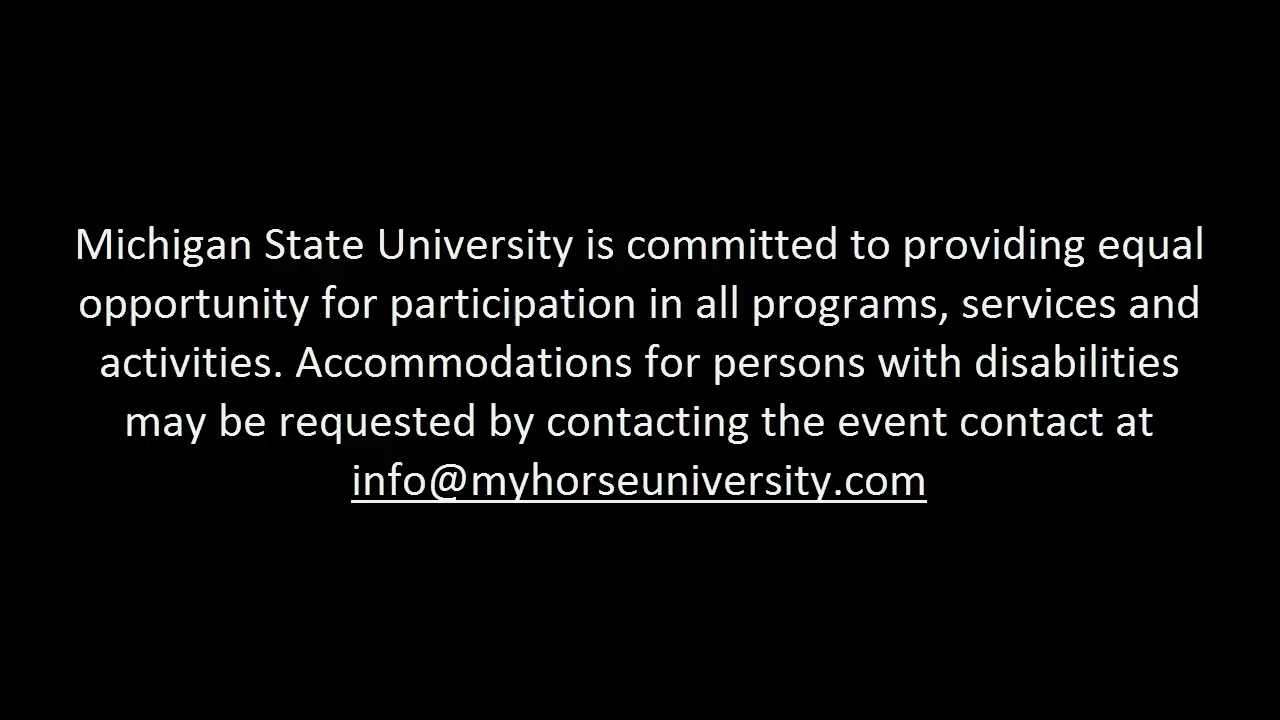 Michigan State University is committed to providing equal
opportunity for participation in all programs, services and
activities. Accommodations for persons with disabilities
may be requested by contacting the event contact at
info@myhorseuniversity.com